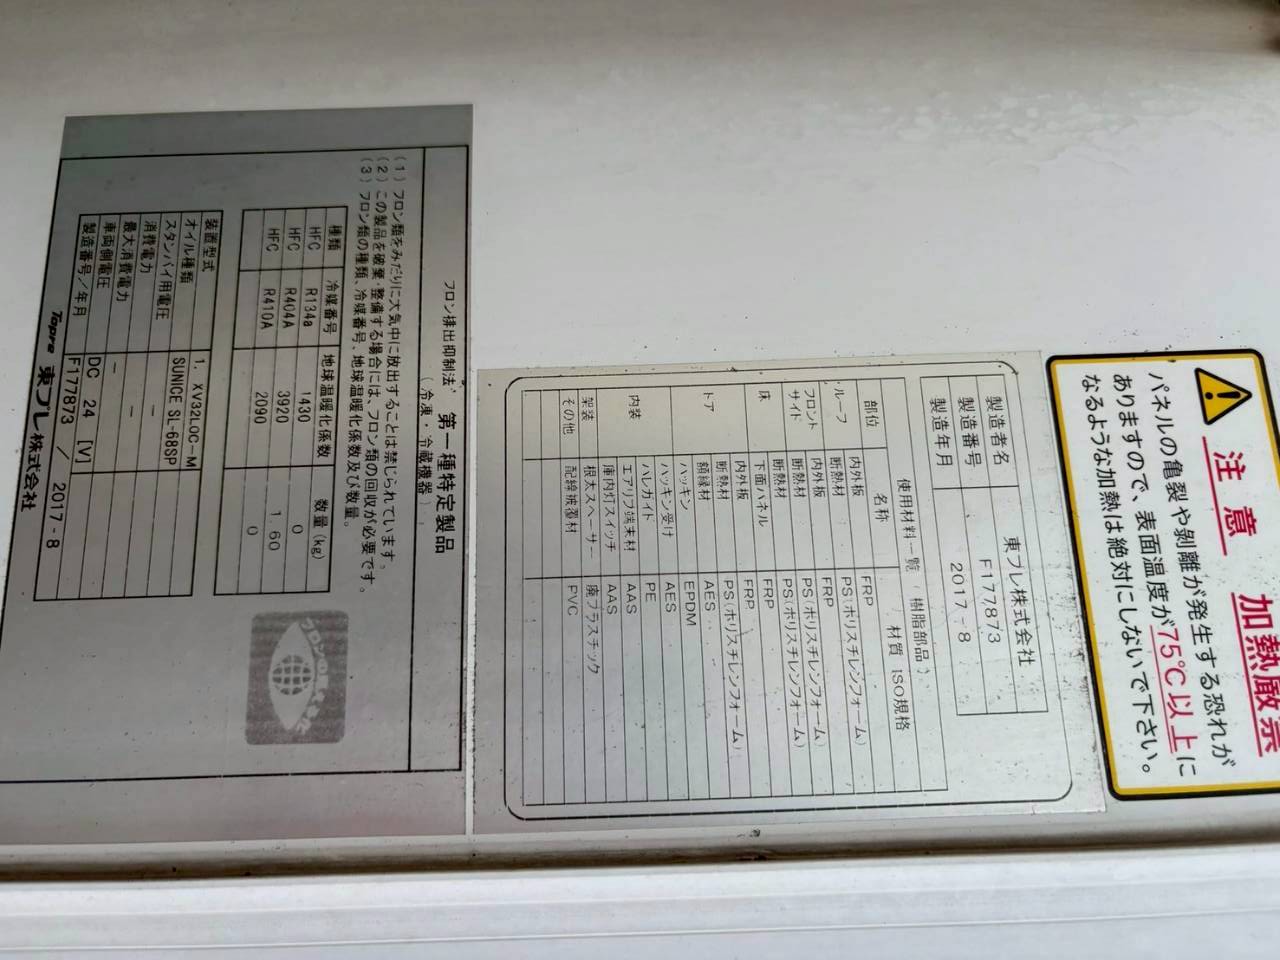 注意 加熱厳禁
パネルの亀裂や剥離が発生する恐れが
ありますので、表面温度が75℃以上に
なるような加熱は絶対にしないで下さい。
製造者名 東プレ株式会社
製造番号 F177873
製造年月 2017-8
使用材料一覧(樹脂部品)
部位 名称 材質 ISO規格
ルーフ 内外板 FRP
断熱材 PS(ポリスチレンフォーム)
フロント サイド 内外板 FRP
断熱材 PS(ポリスチレンフォーム)
床 断熱材 PS(ポリスチレンフォーム)
下面パネル FRP
ドア 内外板 FRP
断熱材 PS(ポリスチレンフォーム)
額縁材 AES
パッキン EPDM
パッキン受け AES
内装 ハレガイド PE
エアリブ端末材 AAS
庫内灯スイッチ AAS
架装 根太スペーサー 廃プラスチック
その他 配線被覆材 PVC
フロン排出抑制法 第一種特定製品
(冷凍・冷蔵機器)
(1) フロン類をみだりに大気中に放出することは禁じられています。
(2) この製品を破棄・整備する場合には、フロン類の回収が必要です。
(3) フロン類の種類、冷媒番号、地球温暖化係数及び数量。
種類 冷媒番号 地球温暖化係数 数量(kg)
HFC R134a 1430 0
HFC R404A 3920 1.60
HFC R410A 2090 0
装置型式 1. XV32LOC-M
オイル種類 SUNICE SL-68SP
スタンバイ用電圧 —
消費電力 — —
最大消費電力 — —
車両側電圧 DC 24 [V]
製造番号/年月 F177873 / 2017-8
Topre 東プレ株式会社